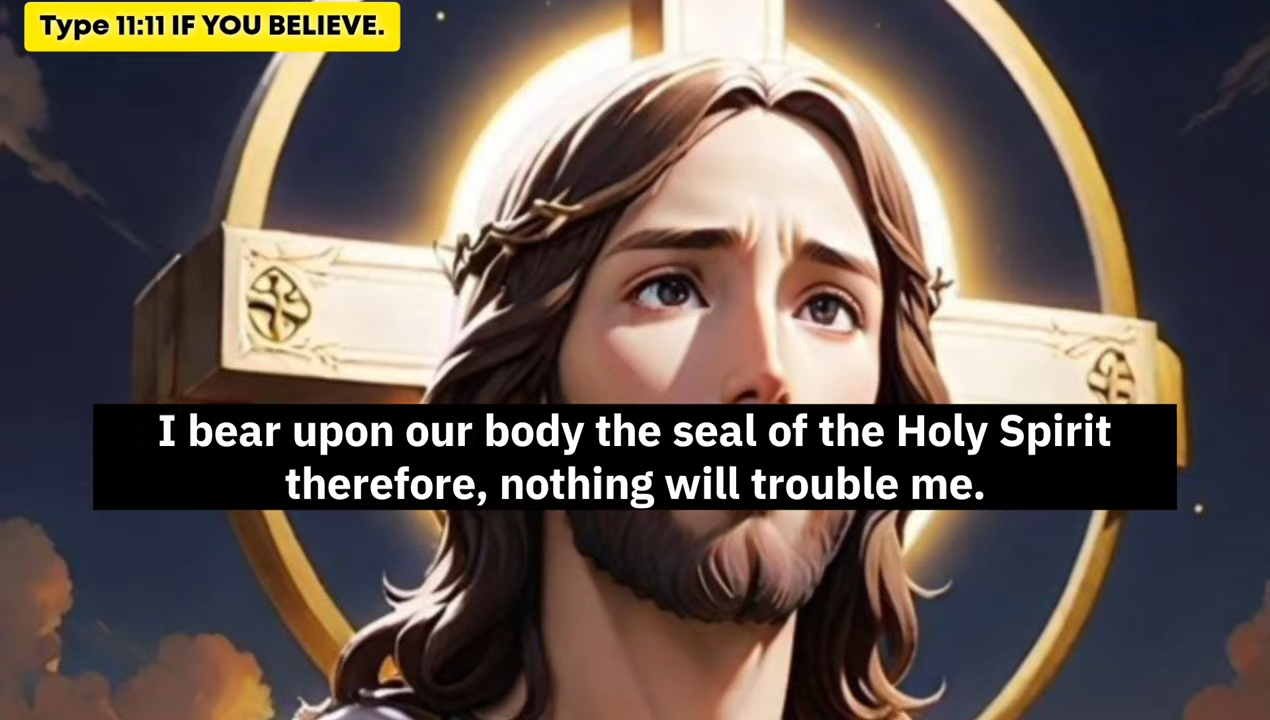 Type 11:11 IF YOU BELIEVE.
I bear upon our body the seal of the Holy Spirit
therefore, nothing will trouble me.